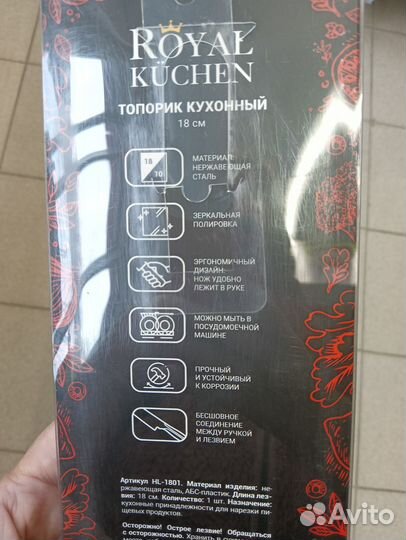 ROYAL
KÜCHEN
ТОПОРИК КУХОННЫЙ
18 см
18
10
МАТЕРИАЛ:
НЕРЖАВЕЮЩАЯ
СТАЛЬ
ЗЕРКАЛЬНАЯ
ПОЛИРОВКА
ЭРГОНОМИЧНЫЙ
ДИЗАЙН:
НОЖ УДОБНО
ЛЕЖИТ В РУКЕ
МОЖНО МЫТЬ В
ПОСУДОМОЕЧНОЙ
МАШИНЕ
ПРОЧНЫЙ
И УСТОЙЧИВЫЙ
К КОРРОЗИИ
БЕСШОВНОЕ
СОЕДИНЕНИЕ
МЕЖДУ РУЧКОЙ
И ЛЕЗВИЕМ
Артикул HL-1801. Материал изделия: не-
ржавеющая сталь, АБС-пластик. Длина лез-
вия: 18 см. Количество: 1 шт. Назначение:
кухонные принадлежности для нарезки пи-
щевых продуктов.
Осторожно! Острое лезвие! Обращаться
с осторожностью. Хранить в
Avito